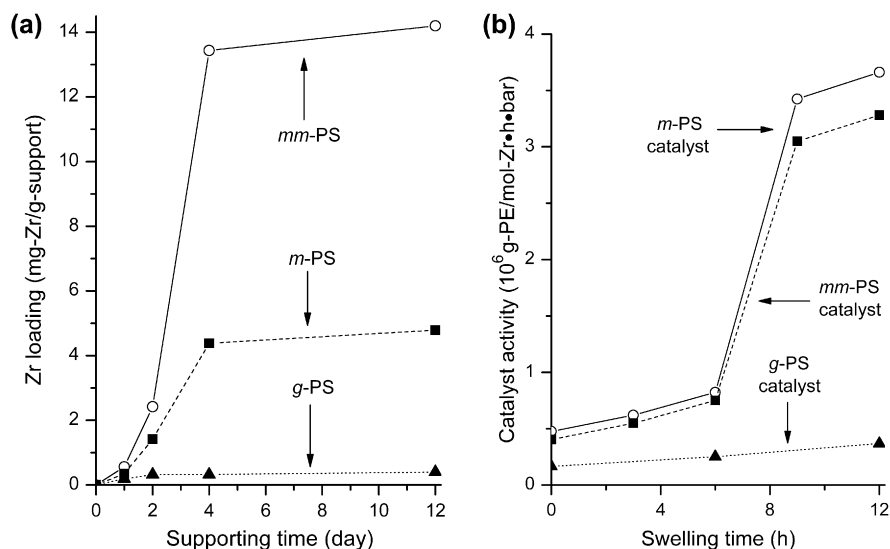 (a)
14
12
10
8
6
4
2
0
Zr loading (mg-Zr/g-support)
mm-PS
m-PS
g-PS
0 2 4 6 8 10 12
Supporting time (day)
(b)
4
3
2
1
0
Catalyst activity (10⁶g-PE/mol-Zr•h•bar)
m-PS
catalyst
mm-PS
catalyst
g-PS
catalyst
0 4 8 12
Swelling time (h)